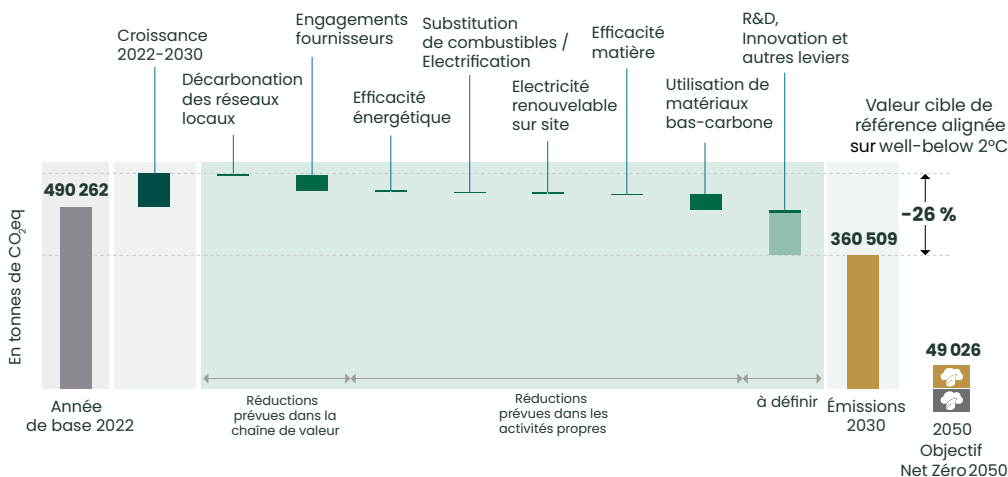 Croissance
2022-2030
Décarbonation
des réseaux
locaux
Engagements
fournisseurs
Efficacité
énergétique
Substitution
de combustibles /
Electrification
Electricité
renouvelable
sur site
Efficacité
matière
Utilisation de
matériaux
bas-carbone
R&D,
Innovation et
autres leviers
Valeur cible de
référence alignée
sur well-below 2°C
En tonnes de CO₂eq
490 262
-26 %
360 509
49 026
Année
de base 2022
Réductions
prévues dans la
chaîne de valeur
Réductions
prévues dans les
activités propres
à définir
Émissions
2030
2050
Objectif
Net Zéro 2050